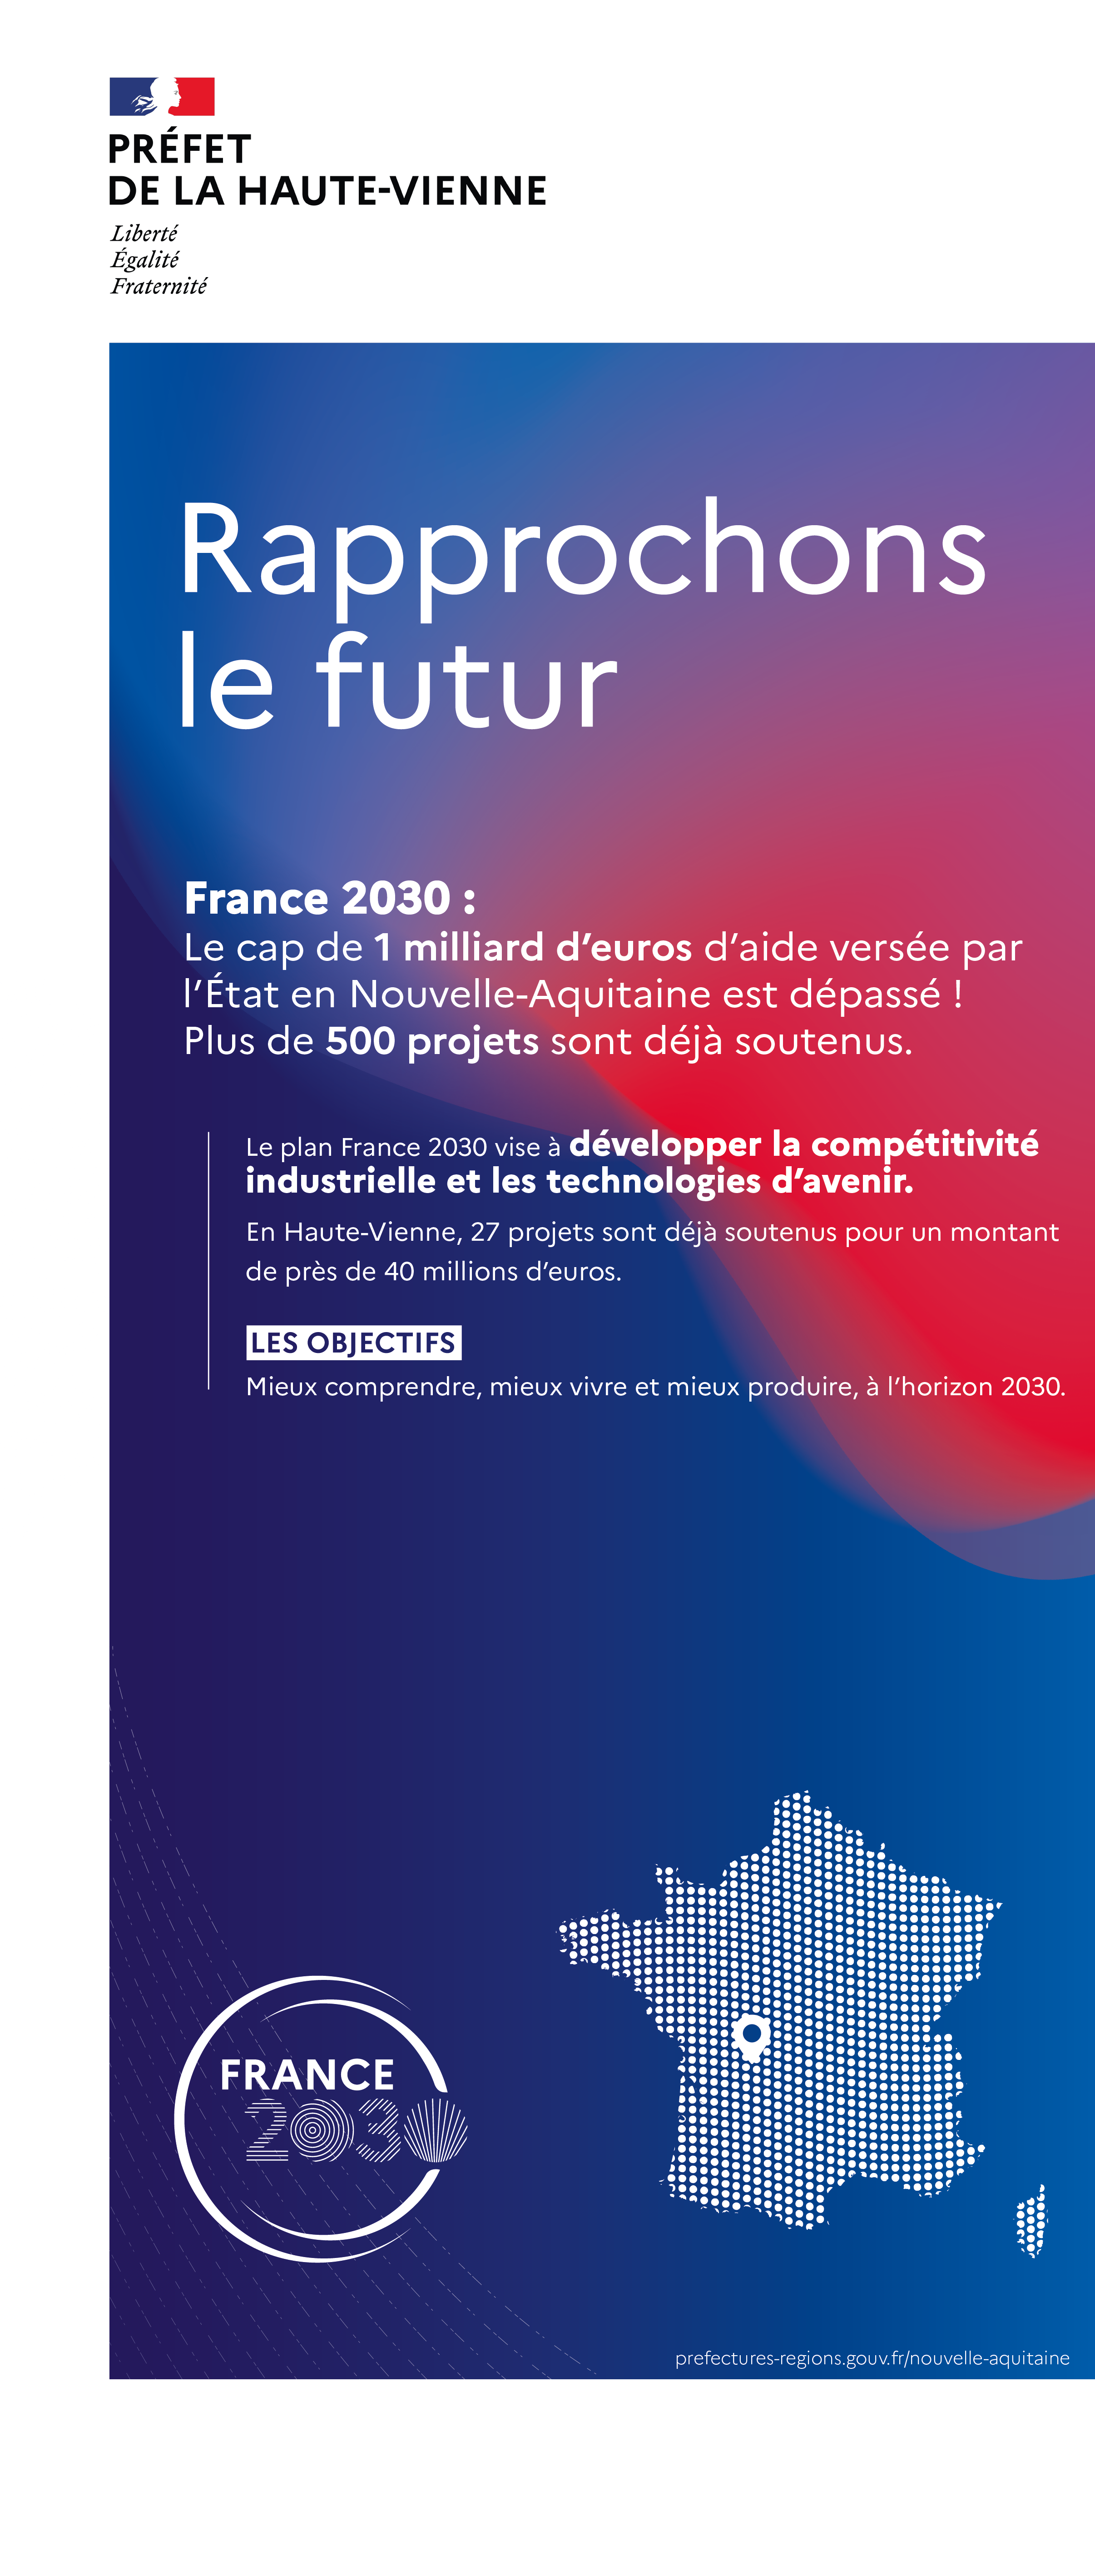 PRÉFET
DE LA HAUTE-VIENNE
Liberté
Égalité
Fraternité
Rapprochons
le futur
France 2030 :
Le cap de 1 milliard d’euros d’aide versée par
l’État en Nouvelle-Aquitaine est dépassé !
Plus de 500 projets sont déjà soutenus.
Le plan France 2030 vise à développer la compétitivité
industrielle et les technologies d’avenir.
En Haute-Vienne, 27 projets sont déjà soutenus pour un montant
de près de 40 millions d’euros.
LES OBJECTIFS
Mieux comprendre, mieux vivre et mieux produire, à l’horizon 2030.
FRANCE
2030
prefectures-regions.gouv.fr/nouvelle-aquitaine